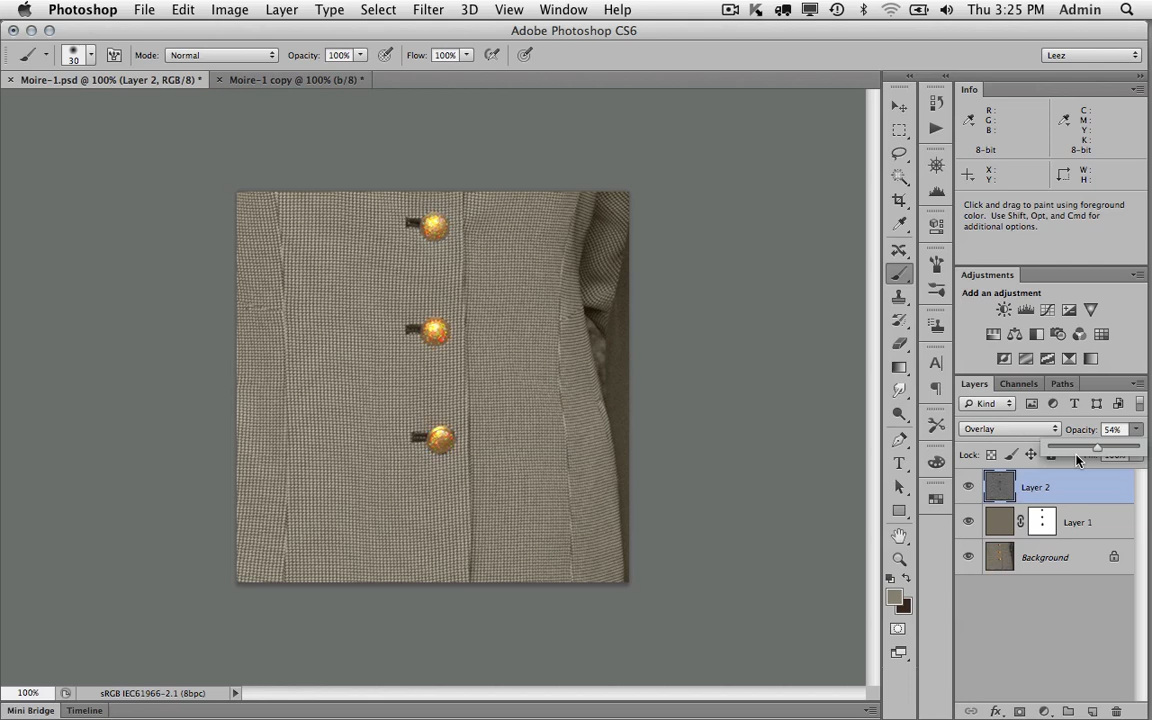 Photoshop File Edit Image Layer Type Select Filter 3D View Window Help Thu 3:25 PM Admin
Adobe Photoshop CS6
30 Mode: Normal Opacity: 100% Flow: 100% Leez
× Moire-1.psd @ 100% (Layer 2, RGB/8) * × Moire-1 copy @ 100% (b/8) *
Info
R: C:
G: M:
B: Y:
K:
8-bit 8-bit
X: W:
Y: H:
Click and drag to paint using foreground
color. Use Shift, Opt, and Cmd for
additional options.
Adjustments
Add an adjustment
Layers Channels Paths
Kind
Overlay Opacity: 54%
Lock:
Layer 2
Layer 1
Background
100% sRGB IEC61966-2.1 (8bpc)
Mini Bridge Timeline